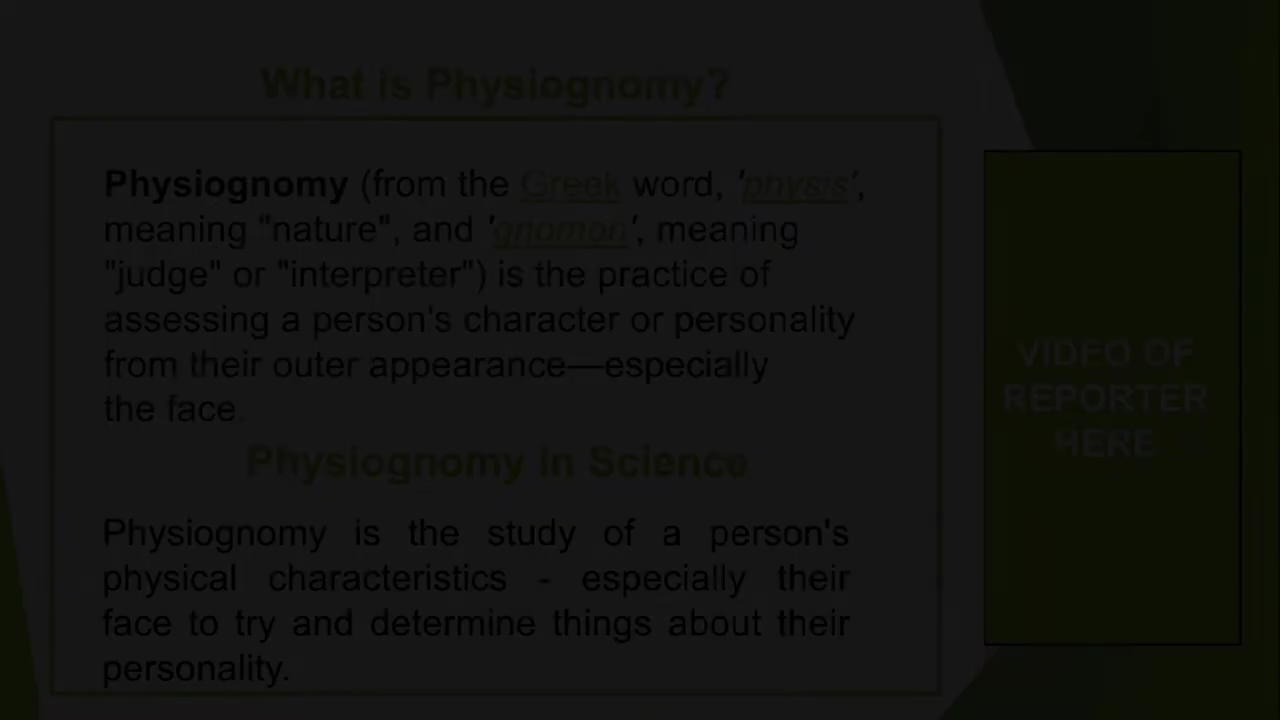 What is Physiognomy?
Physiognomy (from the Greek word, 'physis',
meaning "nature", and 'gnomon', meaning
"judge" or "interpreter") is the practice of
assessing a person's character or personality
from their outer appearance—especially
the face.
Physiognomy in Science
Physiognomy is the study of a person's
physical characteristics - especially their
face to try and determine things about their
personality.
VIDEO OF
REPORTER
HERE